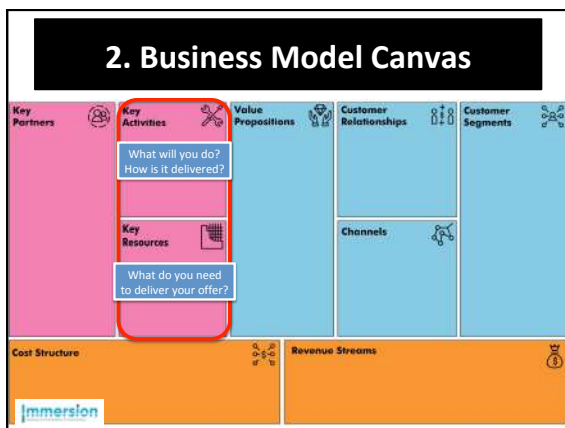 2. Business Model Canvas
Key
Partners
Key
Activities
What will you do?
How is it delivered?
Key
Resources
What do you need
to deliver your offer?
Value
Propositions
Customer
Relationships
Channels
Customer
Segments
Cost Structure
Revenue Streams
Immersion